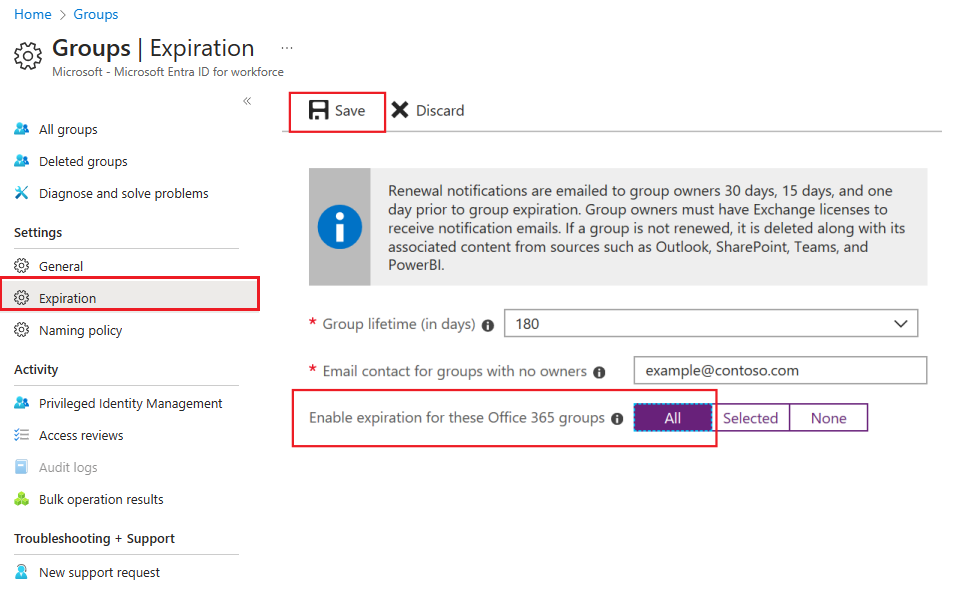 Home > Groups
Groups | Expiration ...
Microsoft - Microsoft Entra ID for workforce
«
All groups
Deleted groups
Diagnose and solve problems
Settings
General
Expiration
Naming policy
Activity
Privileged Identity Management
Access reviews
Audit logs
Bulk operation results
Troubleshooting + Support
New support request
Save Discard
Renewal notifications are emailed to group owners 30 days, 15 days, and one
day prior to group expiration. Group owners must have Exchange licenses to
receive notification emails. If a group is not renewed, it is deleted along with its
associated content from sources such as Outlook, SharePoint, Teams, and
PowerBI.
* Group lifetime (in days) 180
* Email contact for groups with no owners example@contoso.com
Enable expiration for these Office 365 groups All Selected None